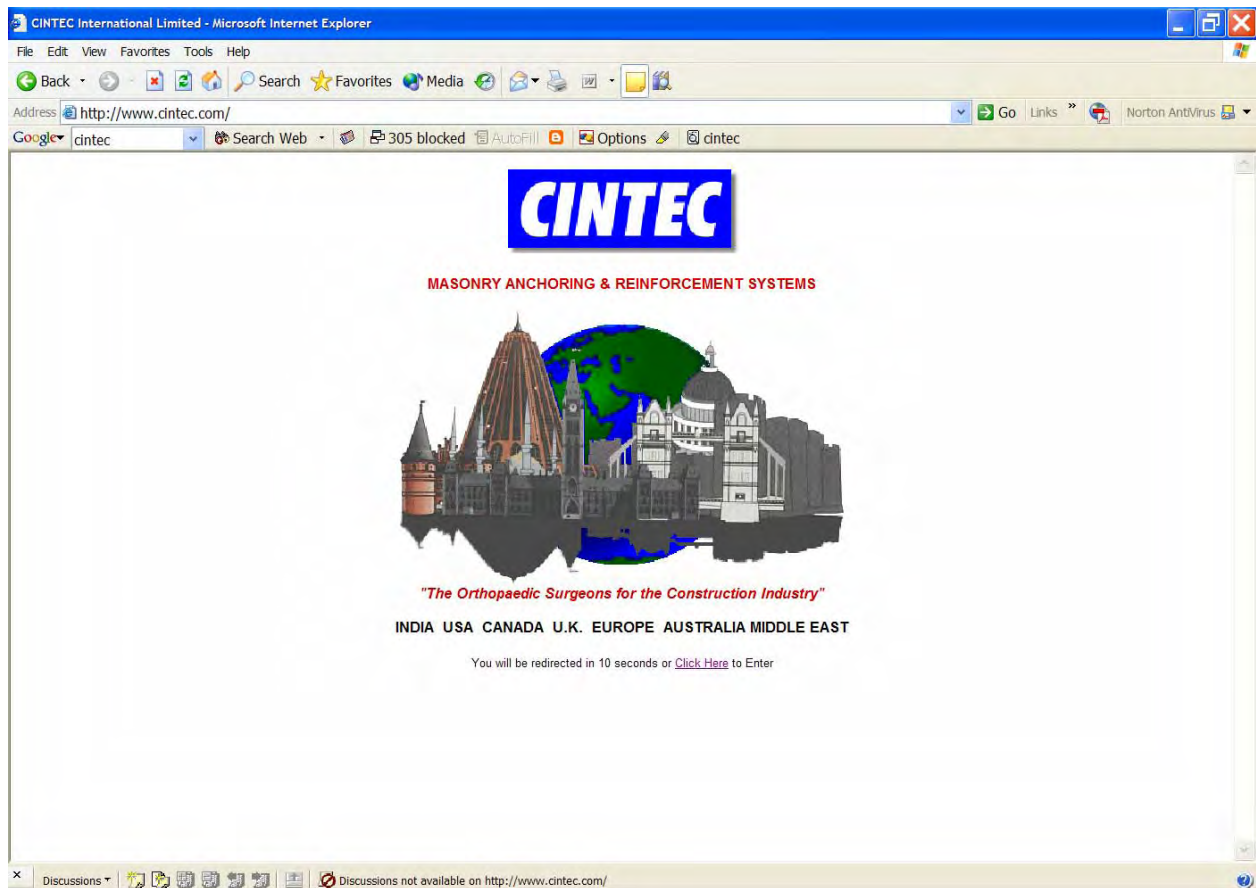 CINTEC International Limited - Microsoft Internet Explorer
File Edit View Favorites Tools Help
Back Search Favorites Media
Address http://www.cintec.com/ Go Links » Norton AntiVirus
Google cintec Search Web 305 blocked AutoFill Options cintec
CINTEC
MASONRY ANCHORING & REINFORCEMENT SYSTEMS
"The Orthopaedic Surgeons for the Construction Industry"
INDIA USA CANADA U.K. EUROPE AUSTRALIA MIDDLE EAST
You will be redirected in 10 seconds or Click Here to Enter
Discussions Discussions not available on http://www.cintec.com/